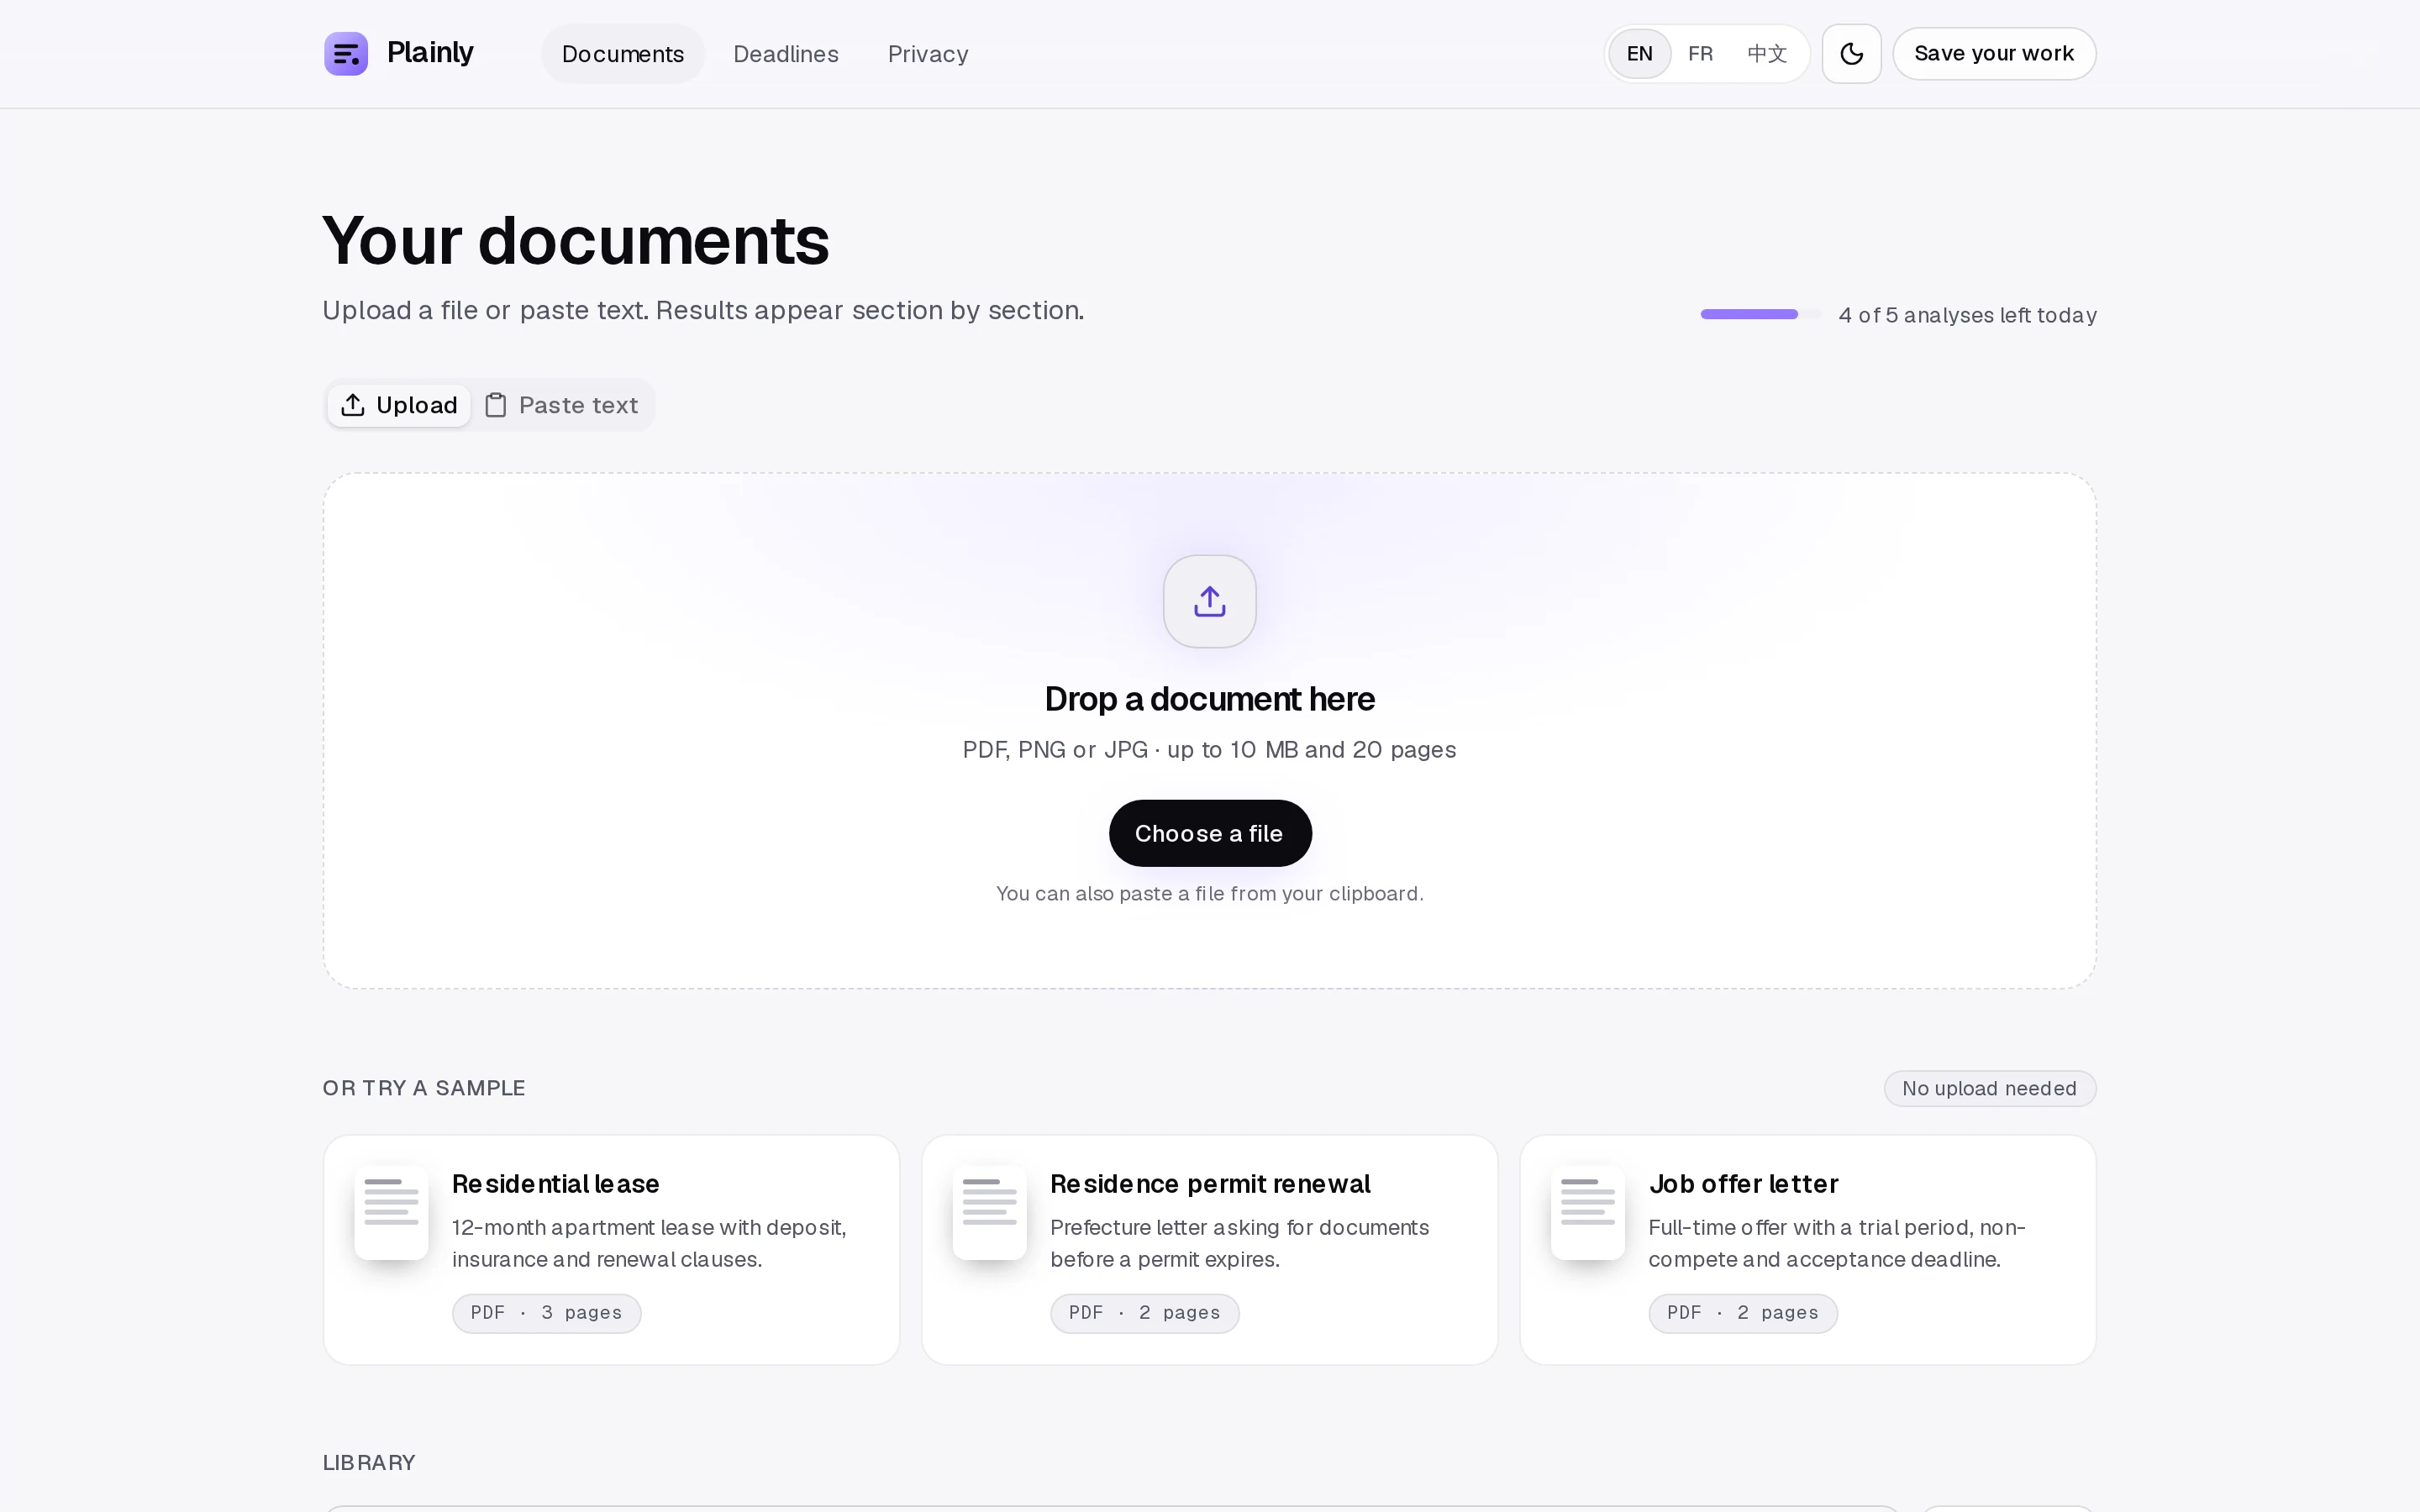 Plainly
Documents
Deadlines
Privacy
EN
FR
中文
Save your work
Your documents
Upload a file or paste text. Results appear section by section.
4 of 5 analyses left today
Upload
Paste text
Drop a document here
PDF, PNG or JPG · up to 10 MB and 20 pages
Choose a file
You can also paste a file from your clipboard.
OR TRY A SAMPLE
No upload needed
Residential lease
12-month apartment lease with deposit,
insurance and renewal clauses.
PDF · 3 pages
Residence permit renewal
Prefecture letter asking for documents
before a permit expires.
PDF · 2 pages
Job offer letter
Full-time offer with a trial period, non-
compete and acceptance deadline.
PDF · 2 pages
LIBRARY